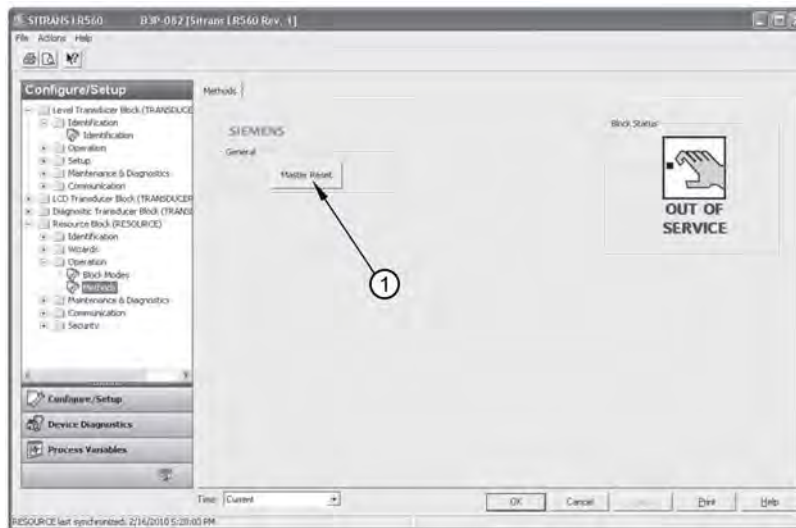 SITRANS LR560 B3P-082 [Sitrans LR560 Rev. 1]
File Actions Help
Configure/Setup
Level Transducer Block (TRANSDUCE
Identification
Identification
Operation
Setup
Maintenance & Diagnostics
Communication
LCD Transducer Block (TRANSDUCER
Diagnostic Transducer Block (TRANSD
Resource Block (RESOURCE)
Identification
Wizards
Operation
Block Modes
Methods
Maintenance & Diagnostics
Communication
Security
Configure/Setup
Device Diagnostics
Process Variables
Methods
SIEMENS
General
Master Reset
1
Block Status
OUT OF
SERVICE
Time: Current
OK Cancel Print Help
RESOURCE last synchronized: 2/16/2010 5:28:03 PM